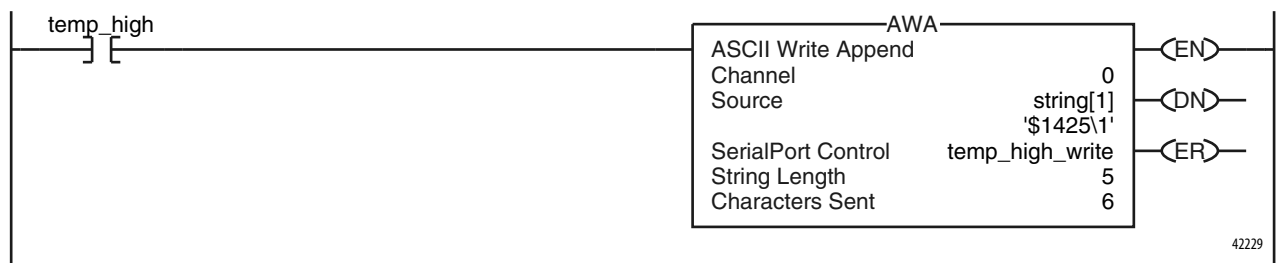 temp_high
AWA
ASCII Write Append
EN
Channel 0
Source string[1]
DN
'$1425\1'
SerialPort Control temp_high_write
ER
String Length 5
Characters Sent 6
42229